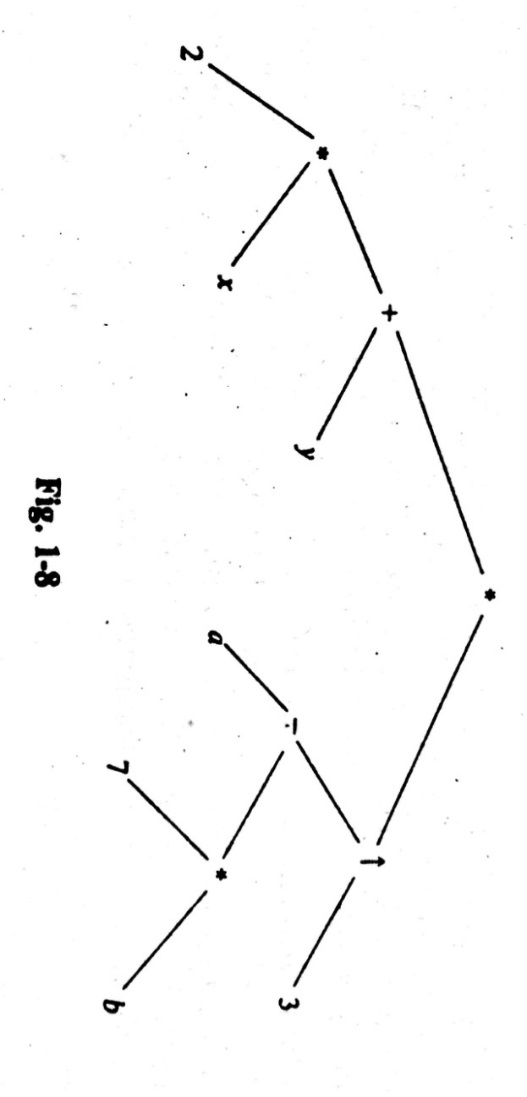 *
+ ↑
* y − 3
2 x a *
7 b
Fig. 1-8